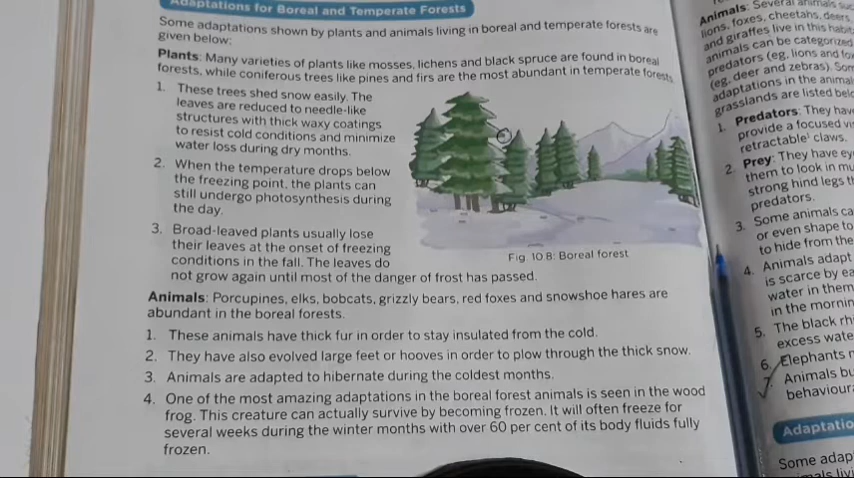 Adaptations for Boreal and Temperate Forests
Some adaptations shown by plants and animals living in boreal and temperate forests are
given below:
Plants: Many varieties of plants like mosses, lichens and black spruce are found in boreal
forests, while coniferous trees like pines and firs are the most abundant in temperate forests
1. These trees shed snow easily. The
leaves are reduced to needle-like
structures with thick waxy coatings
to resist cold conditions and minimize
water loss during dry months.
2. When the temperature drops below
the freezing point, the plants can
still undergo photosynthesis during
the day.
3. Broad-leaved plants usually lose
their leaves at the onset of freezing
conditions in the fall. The leaves do
not grow again until most of the danger of frost has passed.
Fig. 10.8: Boreal forest
Animals: Porcupines, elks, bobcats, grizzly bears, red foxes and snowshoe hares are
abundant in the boreal forests.
1. These animals have thick fur in order to stay insulated from the cold.
2. They have also evolved large feet or hooves in order to plow through the thick snow.
3. Animals are adapted to hibernate during the coldest months.
4. One of the most amazing adaptations in the boreal forest animals is seen in the wood
frog. This creature can actually survive by becoming frozen. It will often freeze for
several weeks during the winter months with over 60 per cent of its body fluids fully
frozen.
Animals: Several animals suc
lions, foxes, cheetahs, deers,
and giraffes live in this habit
animals can be categorized
predators (eg, lions and fo
(eg, deer and zebras). Som
adaptations in the animal
grasslands are listed belo
1. Predators: They hav
provide a focused vi
retractable claws.
2. Prey: They have ey
them to look in mu
strong hind legs t
predators.
3. Some animals ca
or even shape to
to hide from the
4. Animals adapt
is scarce by ea
water in them
in the mornin
5. The black rh
excess wate
6. Elephants
7. Animals bu
behaviour
Adaptatio
Some adap